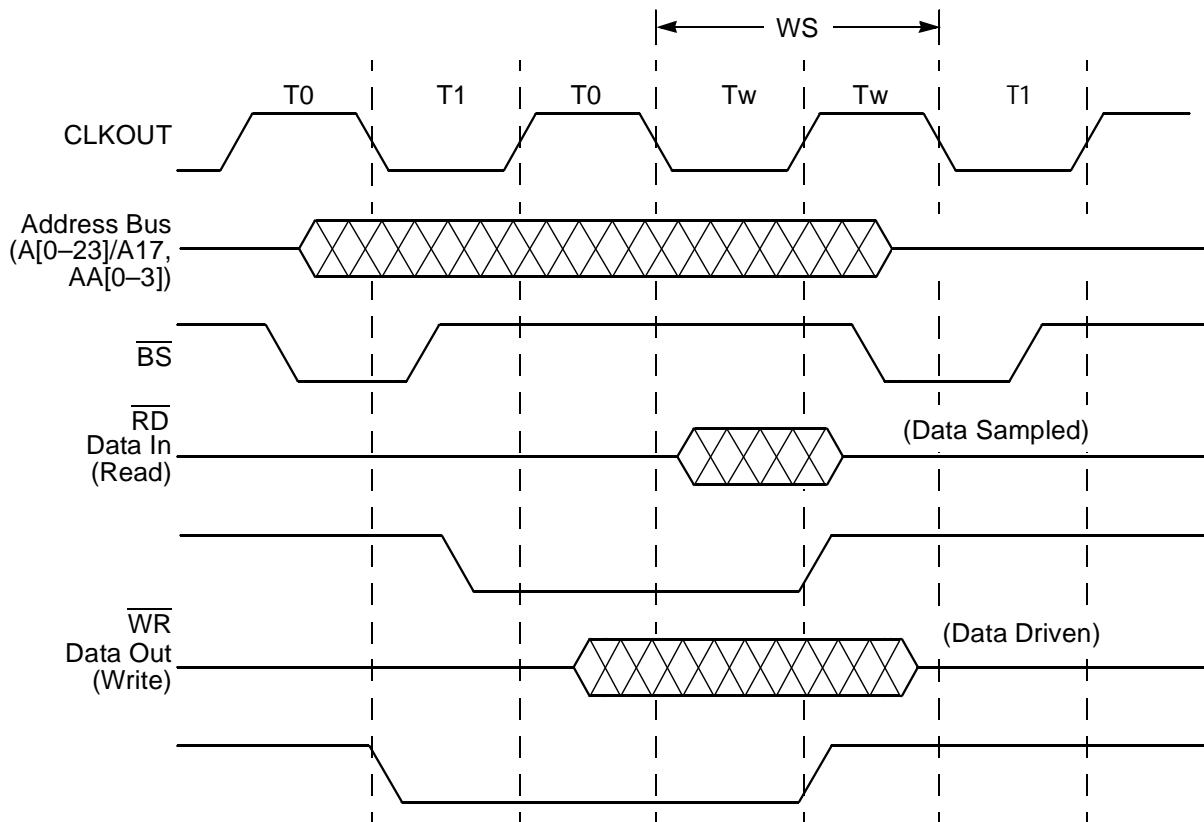 WS
T0 T1 T0 Tw Tw T1
CLKOUT
Address Bus
(A[0–23]/A17,
AA[0–3])
BS
RD
Data In
(Read)
(Data Sampled)
WR
Data Out
(Write)
(Data Driven)